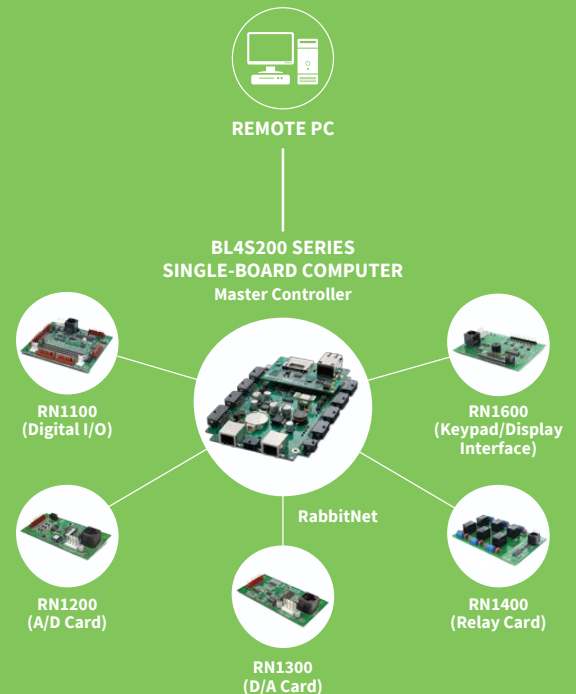 REMOTE PC
BL4S200 SERIES
SINGLE-BOARD COMPUTER
Master Controller
RN1100
(Digital I/O)
RN1600
(Keypad/Display
Interface)
RabbitNet
RN1200
(A/D Card)
RN1400
(Relay Card)
RN1300
(D/A Card)